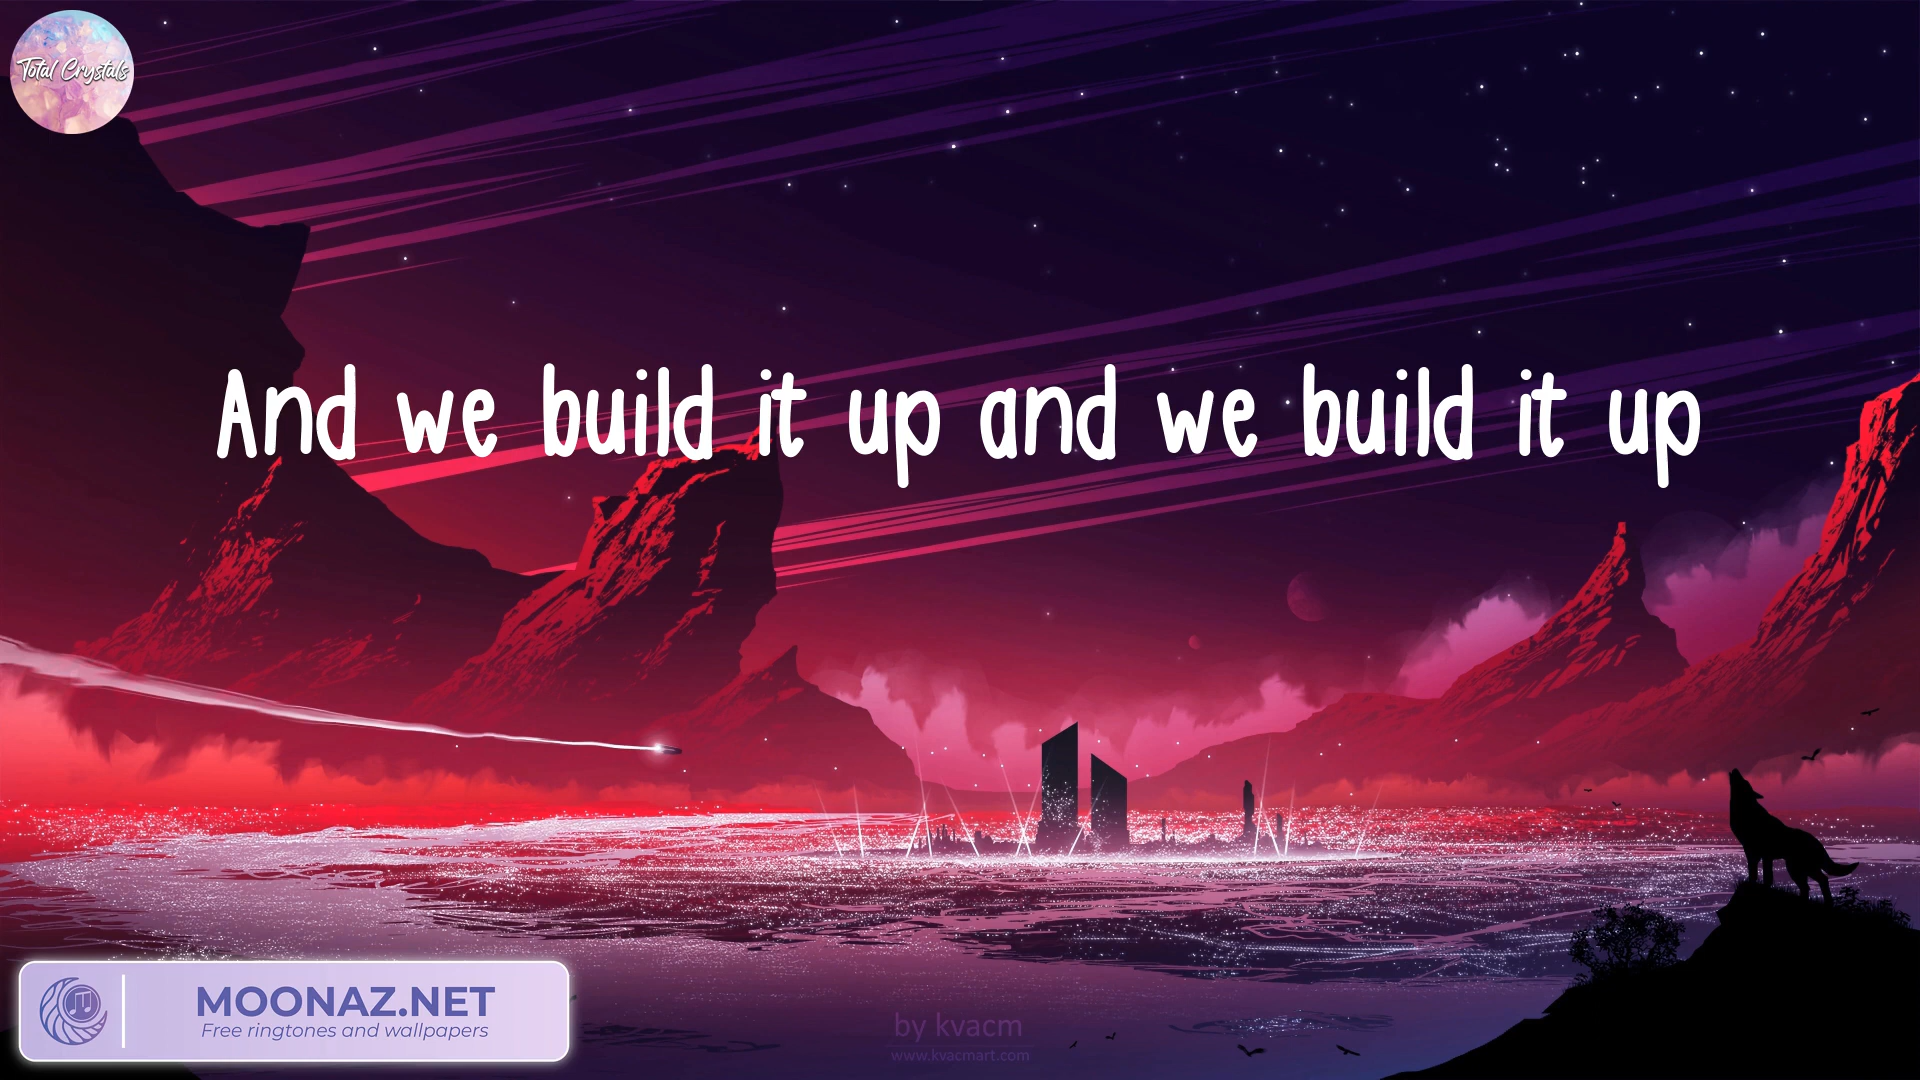 Total Crystals
And we build it up and we build it up
MOONAZ.NET
Free ringtones and wallpapers
by kvacm
www.kvacmart.com